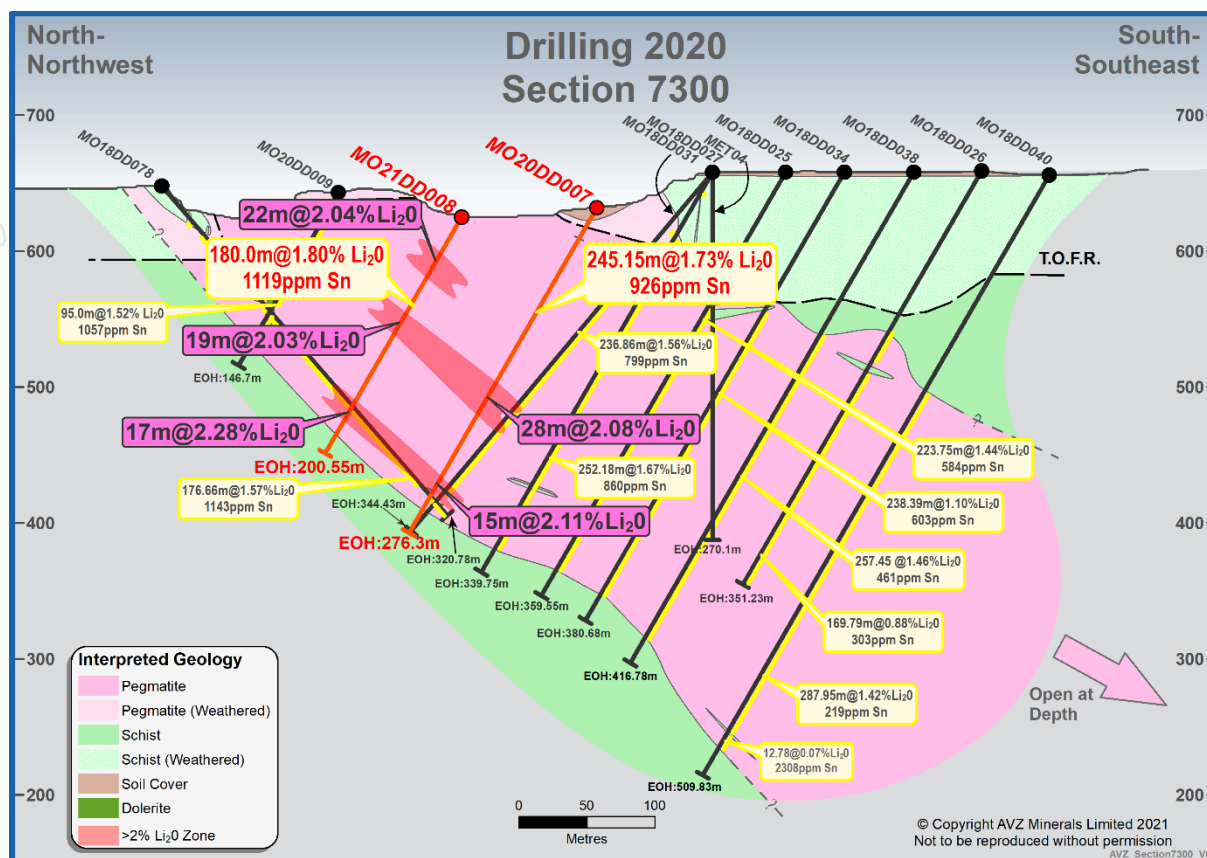 North-
Northwest
Drilling 2020
Section 7300
South-
Southeast
700
600
500
400
300
200
700
600
500
400
300
200
MO18DD078
MO20DD009
MO21DD008
MO20DD007
MO18DD031
MO18DD027
MET04
MO18DD025
MO18DD034
MO18DD038
MO18DD026
MO18DD040
22m@2.04%Li₂0
180.0m@1.80% Li₂0
1119ppm Sn
245.15m@1.73% Li₂0
926ppm Sn
T.O.F.R.
95.0m@1.52% Li₂0
1057ppm Sn
19m@2.03%Li₂0
236.86m@1.56%Li₂0
799ppm Sn
EOH:146.7m
17m@2.28%Li₂0
28m@2.08%Li₂0
223.75m@1.44%Li₂0
584ppm Sn
EOH:200.55m
252.18m@1.67%Li₂0
860ppm Sn
176.66m@1.57%Li₂0
1143ppm Sn
238.39m@1.10%Li₂0
603ppm Sn
EOH:344.43m
15m@2.11%Li₂0
EOH:276.3m
EOH:320.78m
EOH:270.1m
257.45 @1.46%Li₂0
461ppm Sn
EOH:339.75m
EOH:359.55m
EOH:351.23m
EOH:380.68m
169.79m@0.88%Li₂0
303ppm Sn
EOH:416.78m
287.95m@1.42%Li₂0
219ppm Sn
Open at
Depth
12.78@0.07%Li₂0
2308ppm Sn
EOH:509.83m
?
?
?
?
Interpreted Geology
Pegmatite
Pegmatite (Weathered)
Schist
Schist (Weathered)
Soil Cover
Dolerite
>2% Li₂0 Zone
0 50 100
Metres
© Copyright AVZ Minerals Limited 2021
Not to be reproduced without permission